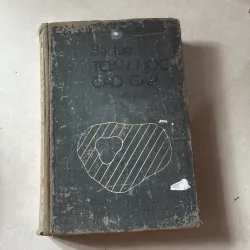 Bài tập
TOÁN HỌC
CAO CẤP